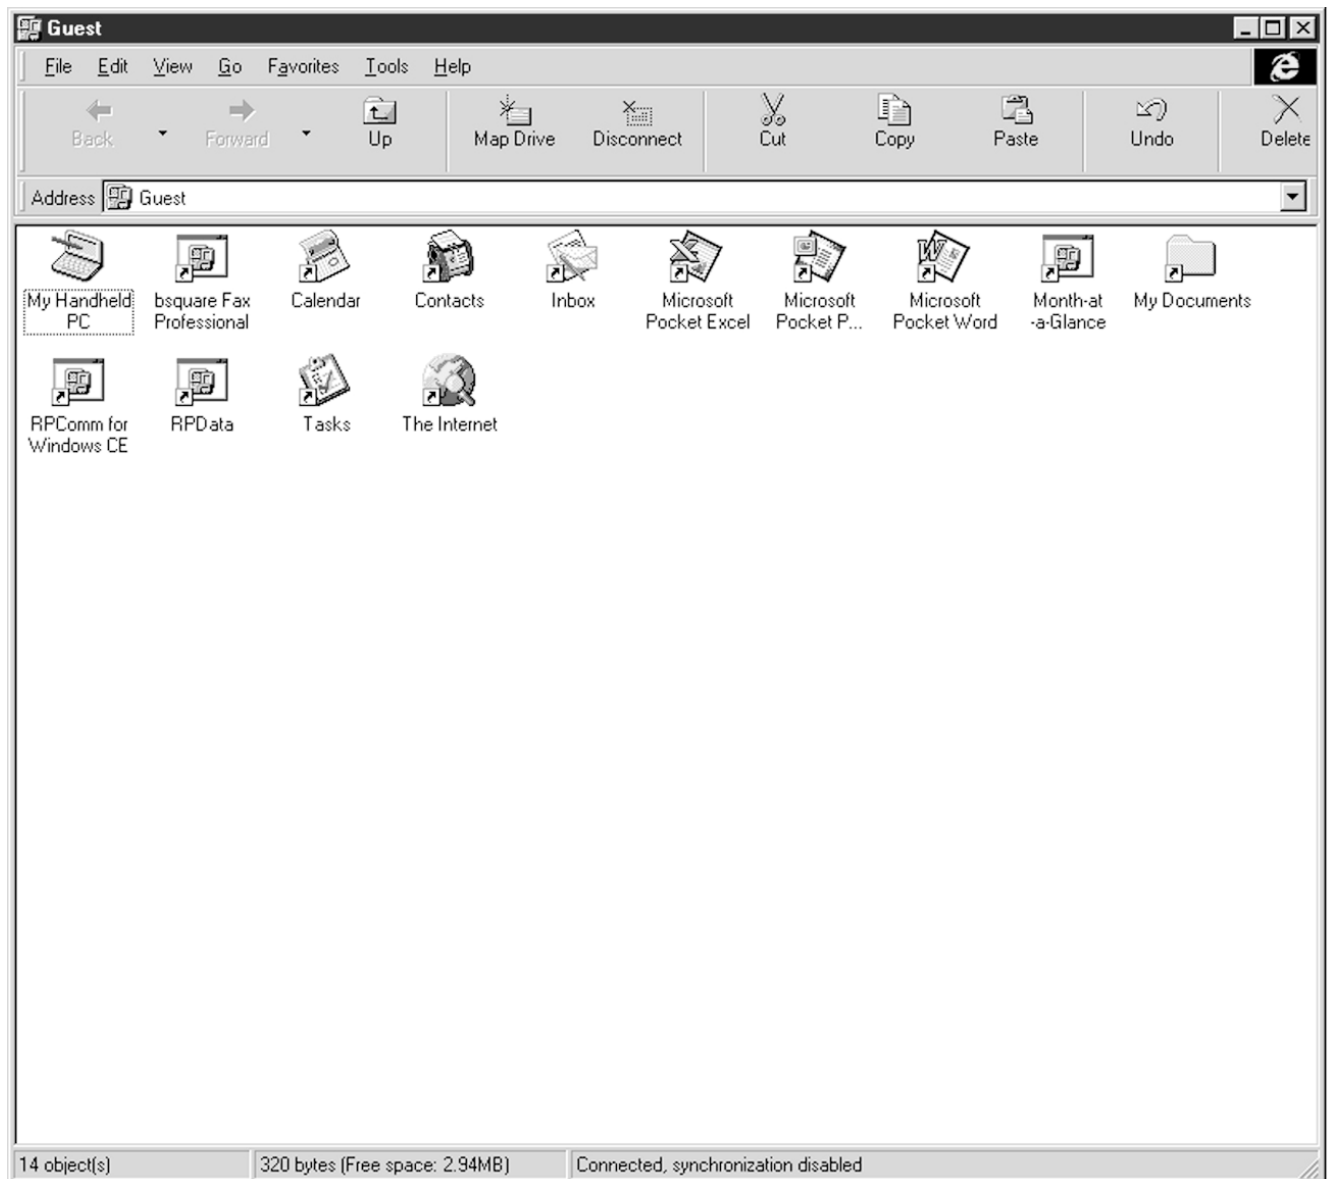 Guest
File Edit View Go Favorites Tools Help
Back Forward Up Map Drive Disconnect Cut Copy Paste Undo Delete
Address Guest
My Handheld PC
bsquare Fax Professional
Calendar
Contacts
Inbox
Microsoft Pocket Excel
Microsoft Pocket P...
Microsoft Pocket Word
Month-at -a-Glance
My Documents
RPComm for Windows CE
RPData
Tasks
The Internet
14 object(s) 320 bytes (Free space: 2.94MB) Connected, synchronization disabled